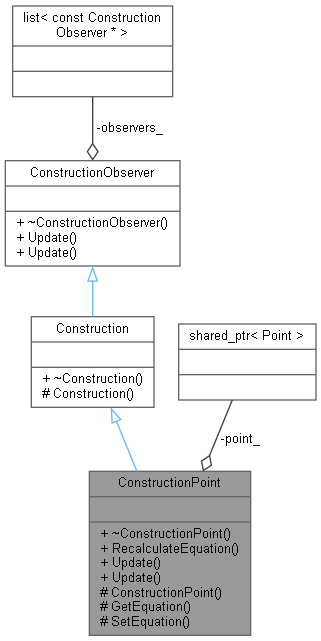 list< const Construction
Observer * >
-observers_
ConstructionObserver
+ ~ConstructionObserver()
+ Update()
+ Update()
Construction
+ ~Construction()
# Construction()
shared_ptr< Point >
-point_
ConstructionPoint
+ ~ConstructionPoint()
+ RecalculateEquation()
+ Update()
+ Update()
# ConstructionPoint()
# GetEquation()
# SetEquation()